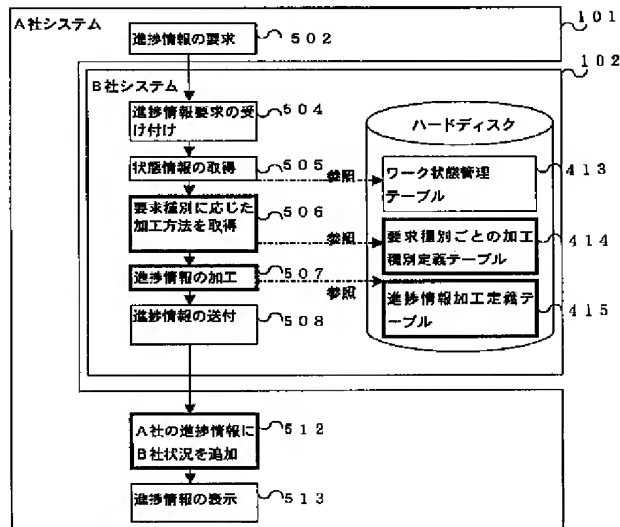 A社システム
101
進捗情報の要求
502
102
B社システム
進捗情報要求の受
け付け
504
ハードディスク
状態情報の取得
505
参照
ワーク状態管理
テーブル
413
要求種別に応じた
加工方法を取得
506
参照
要求種別ごとの加工
種別定義テーブル
414
進捗情報の加工
507
参照
進捗情報加工定義テ
ーブル
415
進捗情報の送付
508
A社の進捗情報に
B社状況を追加
512
進捗情報の表示
513